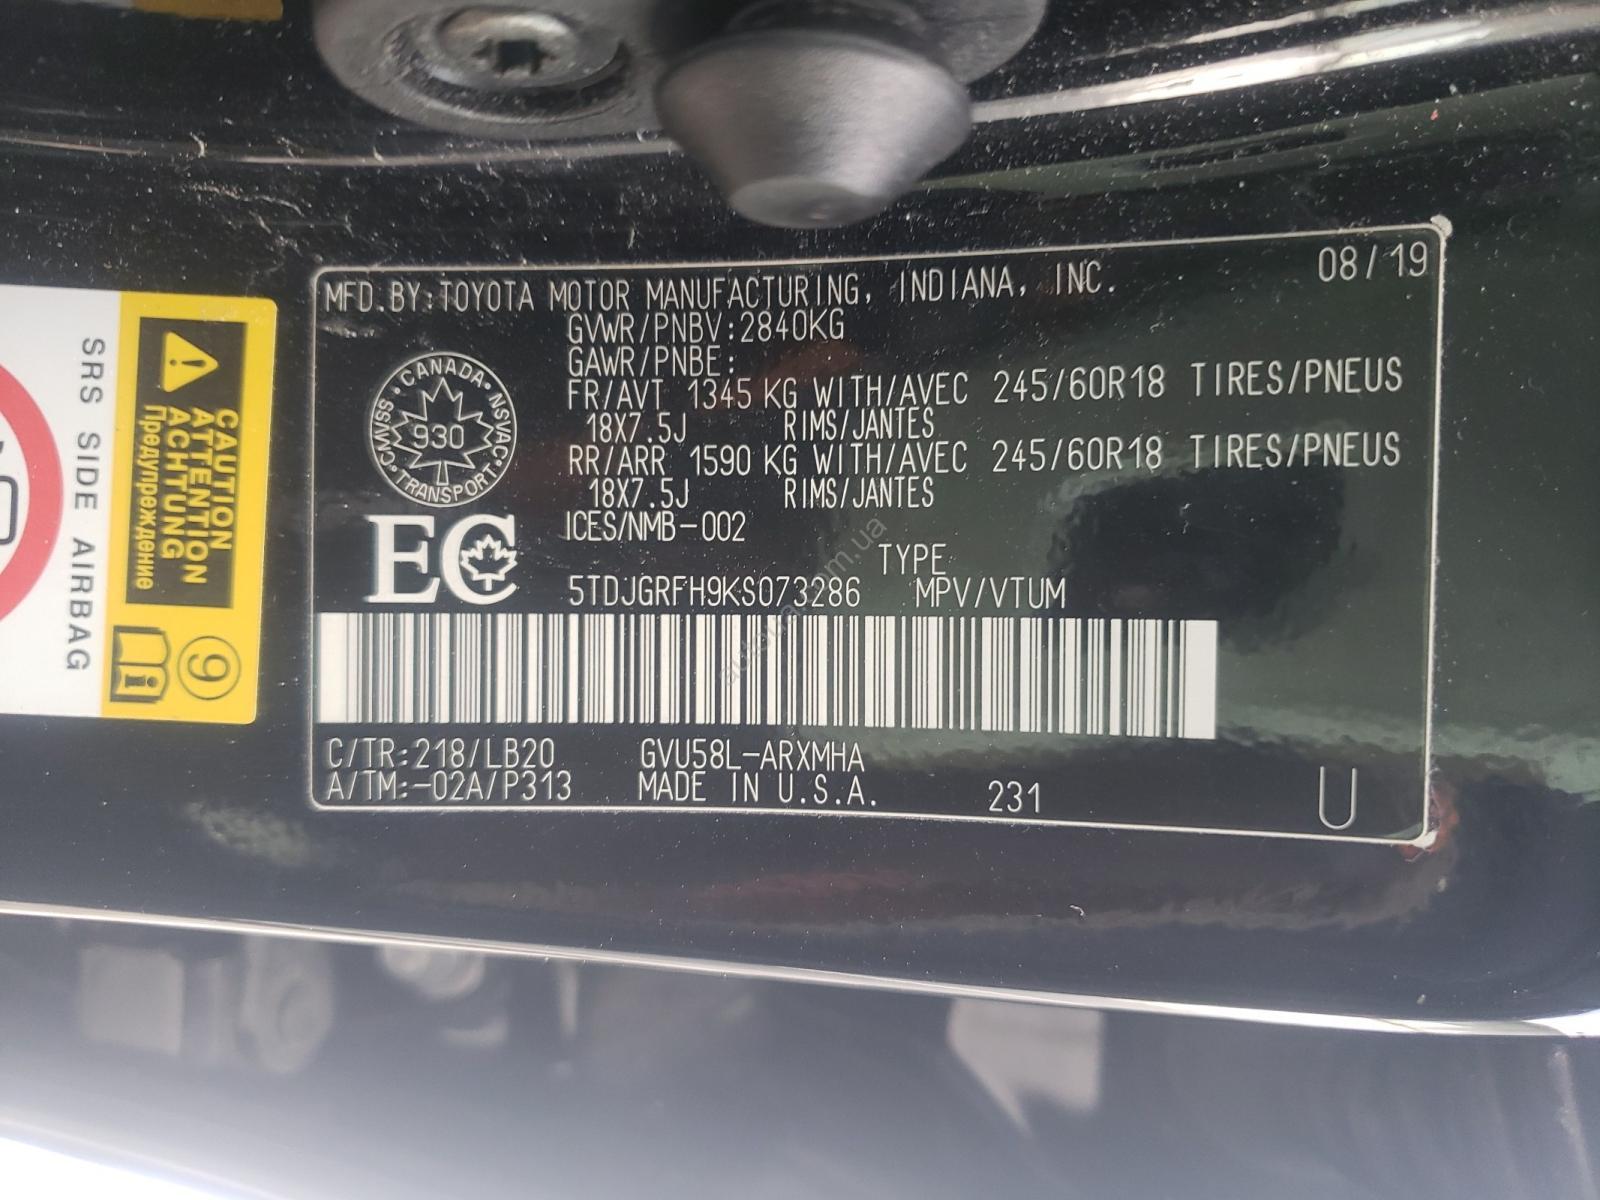 MFD.BY:TOYOTA MOTOR MANUFACTURING, INDIANA, INC. 08/19
GVWR/PNBV:2840KG
GAWR/PNBE:
FR/AVT 1345 KG WITH/AVEC 245/60R18 TIRES/PNEUS
18X7.5J RIMS/JANTES
RR/ARR 1590 KG WITH/AVEC 245/60R18 TIRES/PNEUS
18X7.5J RIMS/JANTES
ICES/NMB-002
TYPE
5TDJGRFH9KS073286 MPV/VTUM
C/TR:218/LB20 GVU58L-ARXMHA
A/TM:-02A/P313 MADE IN U.S.A. 231 U
CANADA
NSVAC
TRANSPORT
CMVSS
930
EC
CAUTION
ATTENTION
ACHTUNG
Предупреждение
SRS SIDE AIRBAG
9
i